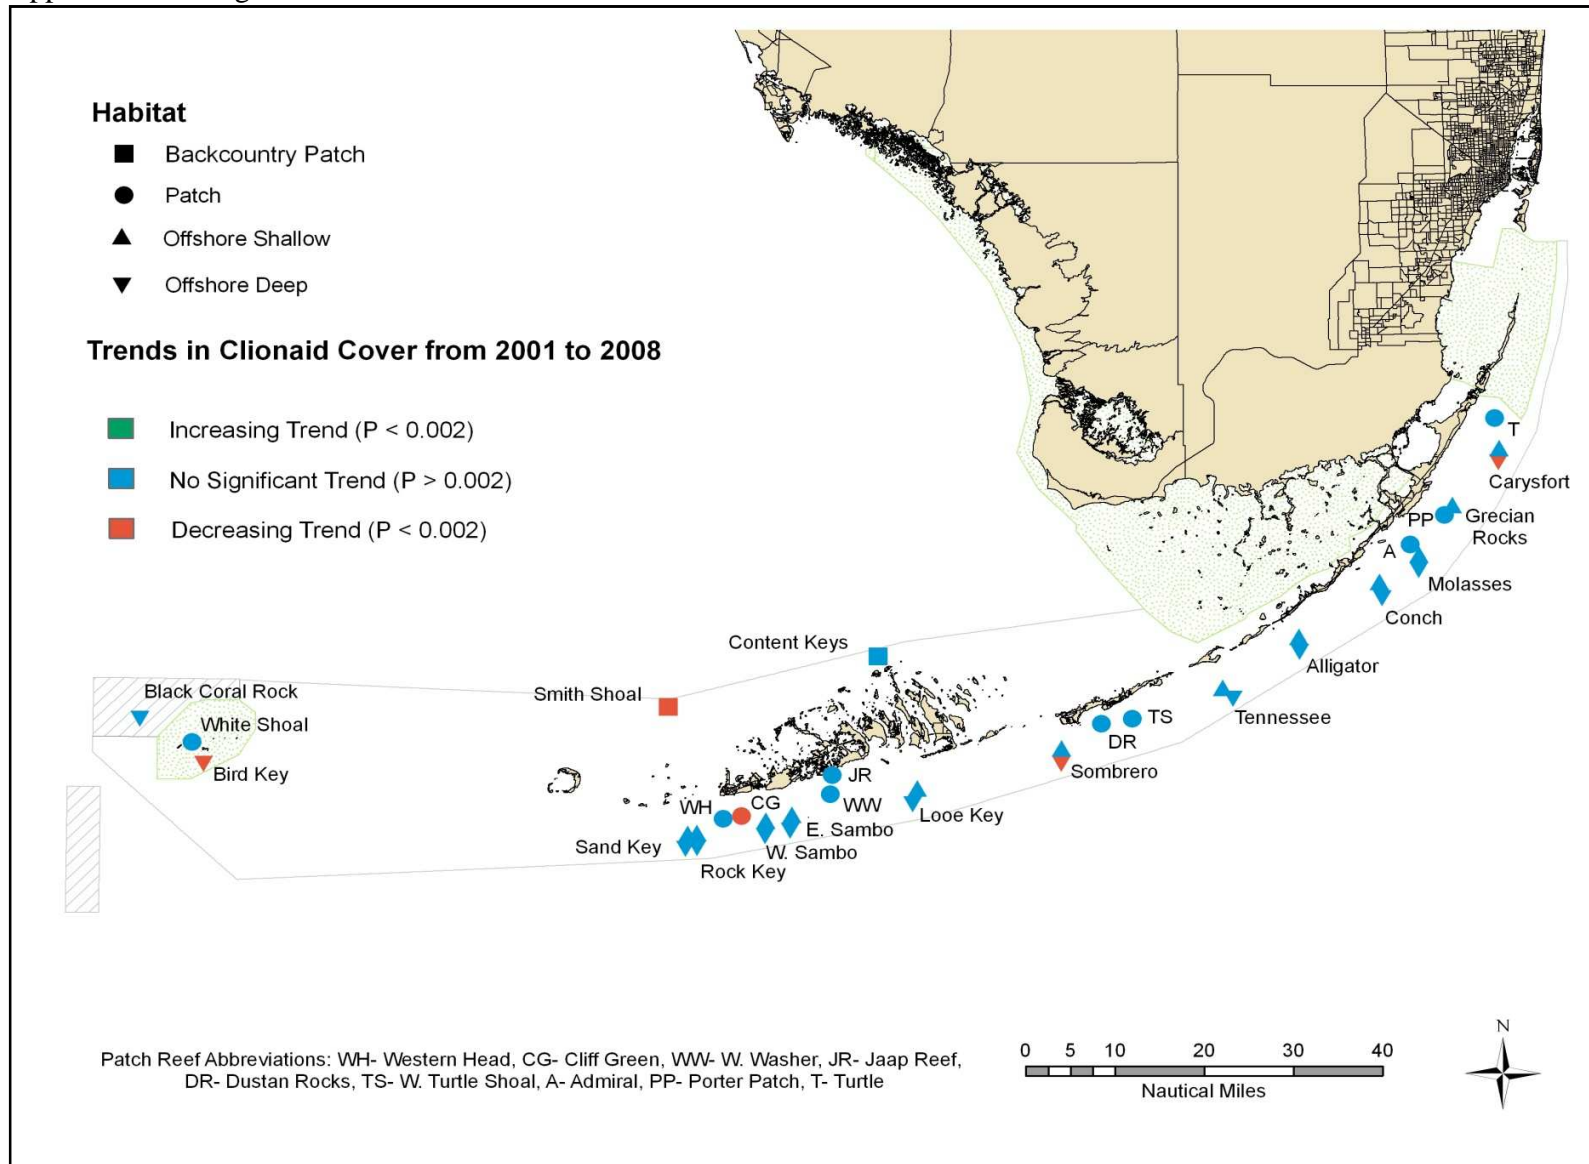 Habitat
Backcountry Patch
Patch
Offshore Shallow
Offshore Deep
Trends in Clionaid Cover from 2001 to 2008
Increasing Trend (P < 0.002)
No Significant Trend (P > 0.002)
Decreasing Trend (P < 0.002)
T
Carysfort
PP
Grecian
Rocks
A
Molasses
Conch
Alligator
Content Keys
Smith Shoal
Black Coral Rock
White Shoal
Bird Key
Tennessee
TS
DR
Sombrero
JR
WW
Looe Key
WH
CG
E. Sambo
W. Sambo
Sand Key
Rock Key
Patch Reef Abbreviations: WH- Western Head, CG- Cliff Green, WW- W. Washer, JR- Jaap Reef,
DR- Dustan Rocks, TS- W. Turtle Shoal, A- Admiral, PP- Porter Patch, T- Turtle
0 5 10 20 30 40
Nautical Miles
N